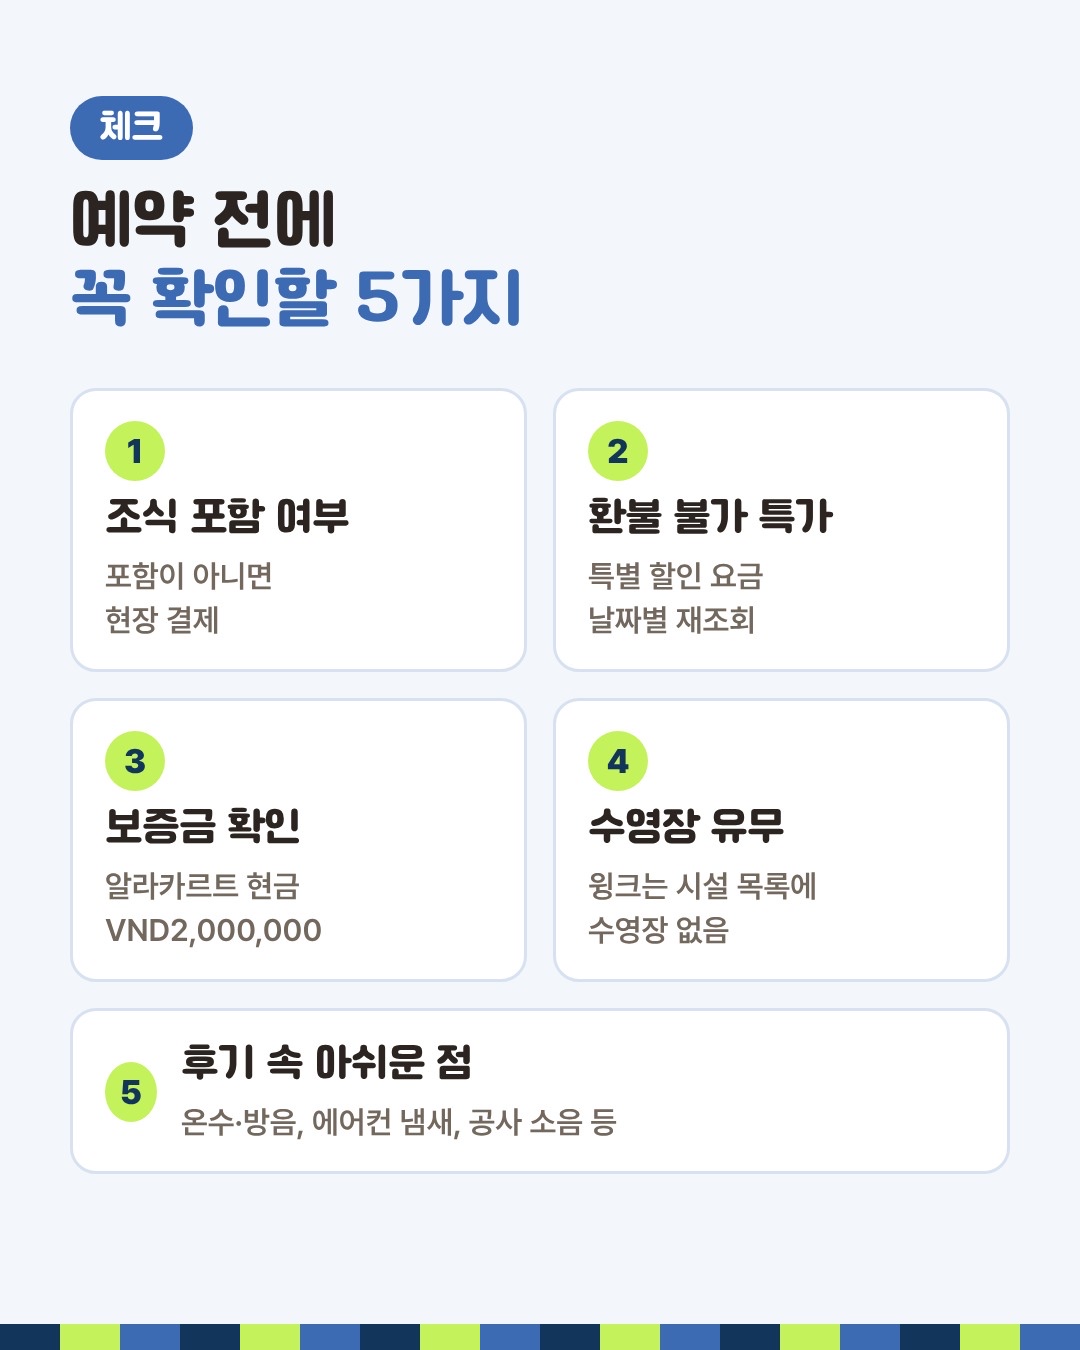 체크
예약 전에
꼭 확인할 5가지
1
조식 포함 여부
포함이 아니면
현장 결제
2
환불 불가 특가
특별 할인 요금
날짜별 재조회
3
보증금 확인
알라카르트 현금
VND2,000,000
4
수영장 유무
윙크는 시설 목록에
수영장 없음
5
후기 속 아쉬운 점
온수·방음, 에어컨 냄새, 공사 소음 등